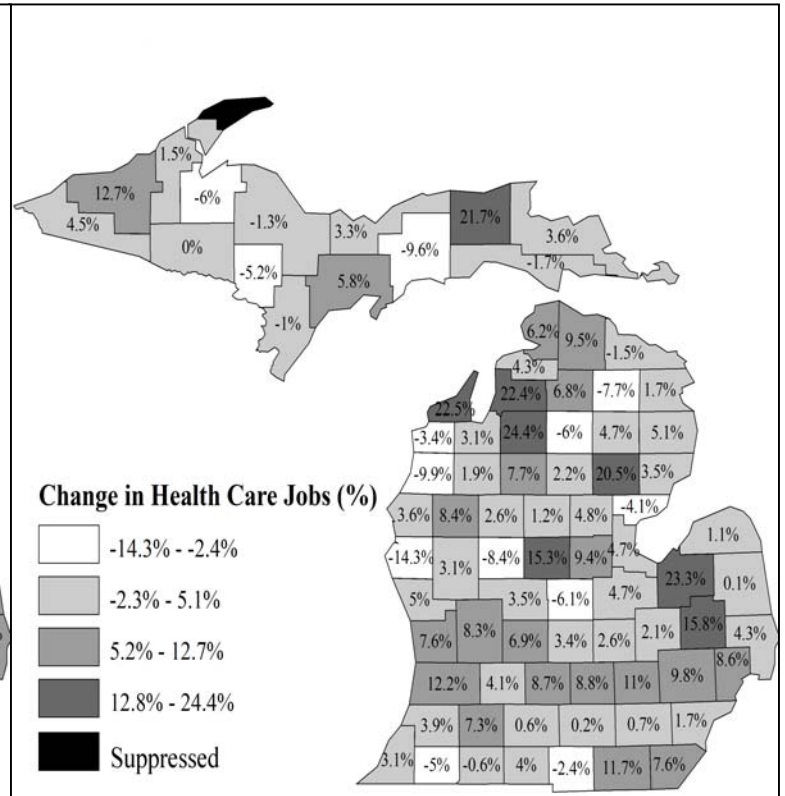 1.5%
12.7%
-6%
21.7%
4.5%
-1.3%
3.3%
3.6%
0%
-9.6%
-5.2%
-1.7%
5.8%
-1%
6.2%
9.5%
-1.5%
4.3%
22.4% 6.8% -7.7% 1.7%
22.5%
-3.4% 3.1% 24.4% -6% 4.7% 5.1%
-9.9% 1.9% 7.7% 2.2% 20.5% 3.5%
Change in Health Care Jobs (%)
-14.3% - -2.4%
-2.3% - 5.1%
5.2% - 12.7%
12.8% - 24.4%
Suppressed
-4.1%
3.6% 8.4% 2.6% 1.2% 4.8%
1.1%
-14.3% 3.1% -8.4% 15.3% 9.4% 4.7%
23.3% 0.1%
5% 3.5% -6.1% 4.7%
7.6% 8.3% 6.9% 3.4% 2.6% 2.1% 15.8% 4.3%
12.2% 4.1% 8.7% 8.8% 11% 9.8% 8.6%
3.9% 7.3% 0.6% 0.2% 0.7% 1.7%
3.1% -5% -0.6% 4% -2.4% 11.7% 7.6%